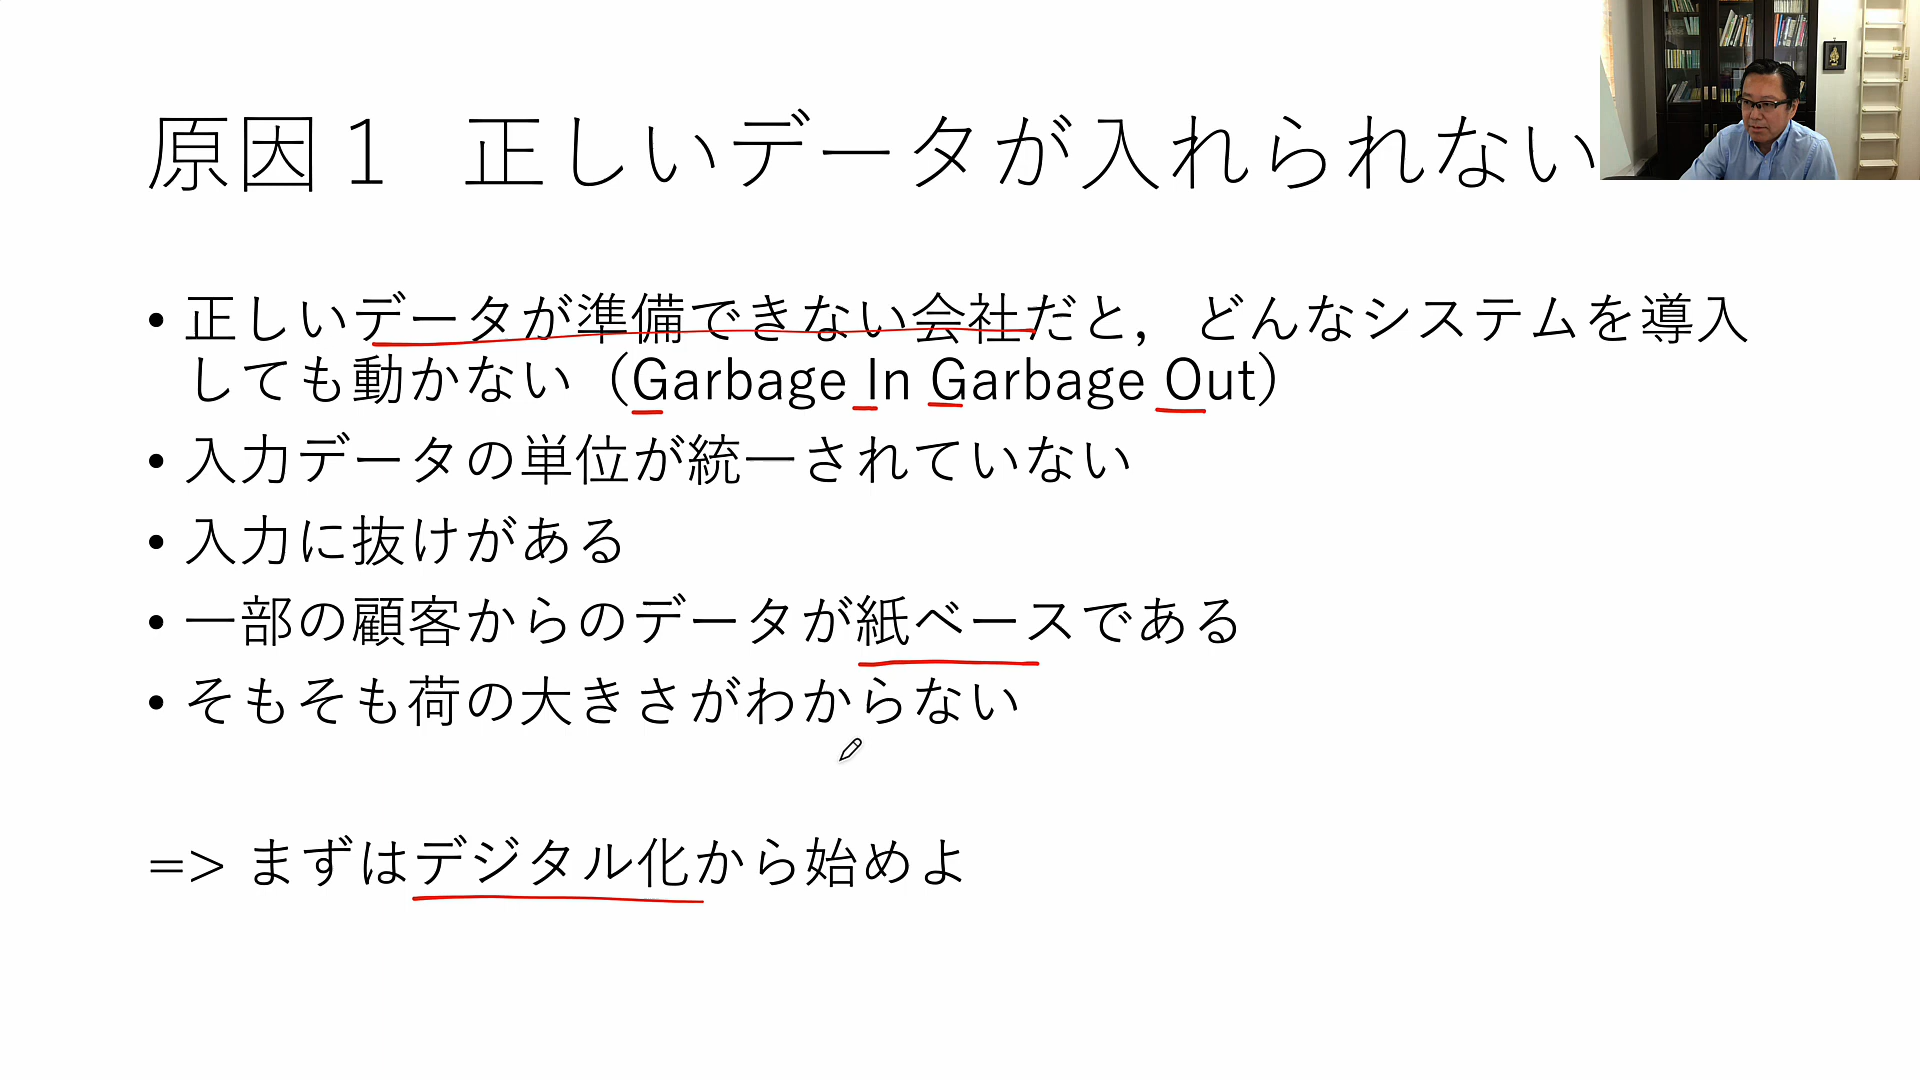 原因１ 正しいデータが入れられない
• 正しいデータが準備できない会社だと，どんなシステムを導入
しても動かない（Garbage In Garbage Out）
• 入力データの単位が統一されていない
• 入力に抜けがある
• 一部の顧客からのデータが紙ベースである
• そもそも荷の大きさがわからない
=> まずはデジタル化から始めよ